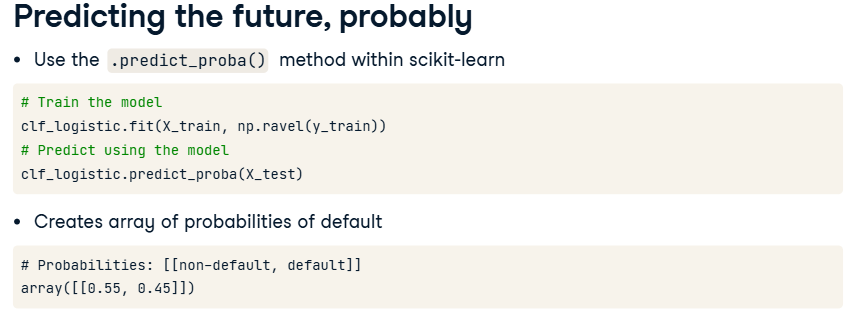 Predicting the future, probably
• Use the .predict_proba() method within scikit-learn
# Train the model
clf_logistic.fit(X_train, np.ravel(y_train))
# Predict using the model
clf_logistic.predict_proba(X_test)
• Creates array of probabilities of default
# Probabilities: [[non-default, default]]
array([[0.55, 0.45]])